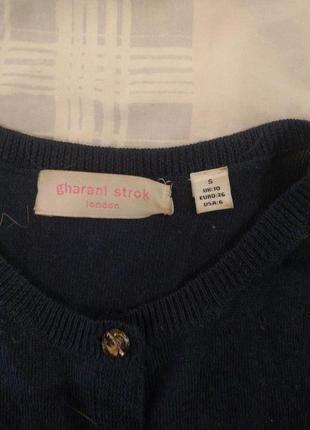 gharani strok
london
S
UK:10
EURO:36
USA:6